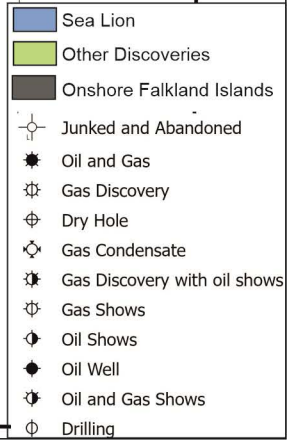 Sea Lion
Other Discoveries
Onshore Falkland Islands
Junked and Abandoned
Oil and Gas
Gas Discovery
Dry Hole
Gas Condensate
Gas Discovery with oil shows
Gas Shows
Oil Shows
Oil Well
Oil and Gas Shows
Drilling